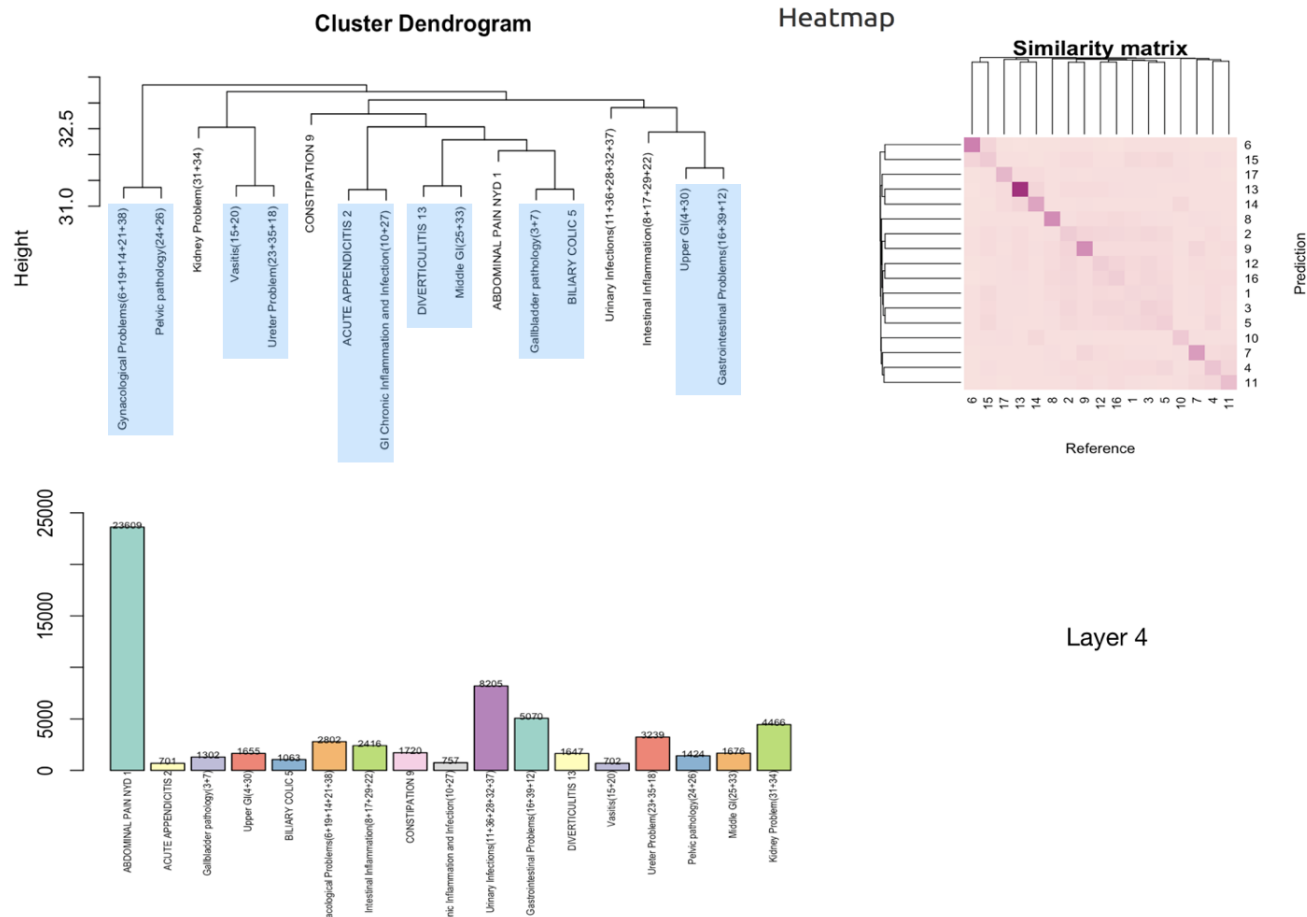 Cluster Dendrogram
Heatmap
Similarity matrix
Height
31.0
32.5
Gynacological Problems(6+19+14+21+38)
Pelvic pathology(24+26)
Kidney Problem(31+34)
Vasitis(15+20)
Ureter Problem(23+35+18)
CONSTIPATION 9
ACUTE APPENDICITIS 2
GI Chronic Inflammation and Infection(10+27)
DIVERTICULITIS 13
Middle GI(25+33)
ABDOMINAL PAIN NYD 1
Gallbladder pathology(3+7)
BILIARY COLIC 5
Urinary Infections(11+36+28+32+37)
Intestinal Inflammation(8+17+29+22)
Upper GI(4+30)
Gastrointestinal Problems(16+39+12)
6
15
17
13
14
8
2
9
12
16
1
3
5
10
7
4
11
Prediction
6 15 17 13 14 8 2 9 12 16 1 3 5 10 7 4 11
Reference
0 5000 15000 25000
23609
701
1302
1655
1063
2802
2416
1720
757
8205
5070
1647
702
3239
1424
1676
4466
ABDOMINAL PAIN NYD 1
ACUTE APPENDICITIS 2
Gallbladder pathology(3+7)
Upper GI(4+30)
BILIARY COLIC 5
acological Problems(6+19+14+21+38)
Intestinal Inflammation(8+17+29+22)
CONSTIPATION 9
nic Inflammation and Infection(10+27)
Urinary Infections(11+36+28+32+37)
Gastrointestinal Problems(16+39+12)
DIVERTICULITIS 13
Vasitis(15+20)
Ureter Problem(23+35+18)
Pelvic pathology(24+26)
Middle GI(25+33)
Kidney Problem(31+34)
Layer 4